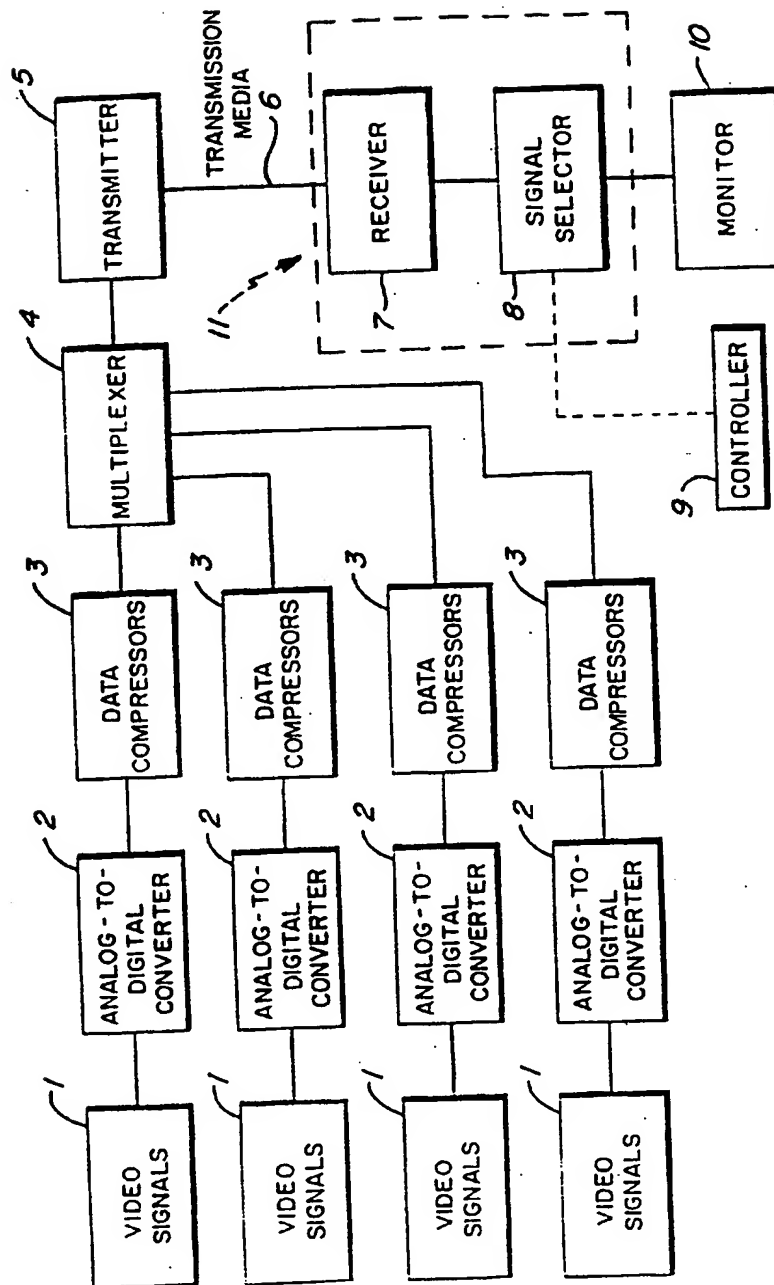 1
VIDEO
SIGNALS
2
ANALOG-TO-
DIGITAL
CONVERTER
3
DATA
COMPRESSORS
1
VIDEO
SIGNALS
2
ANALOG-TO-
DIGITAL
CONVERTER
3
DATA
COMPRESSORS
1
VIDEO
SIGNALS
2
ANALOG-TO-
DIGITAL
CONVERTER
3
DATA
COMPRESSORS
1
VIDEO
SIGNALS
2
ANALOG-TO-
DIGITAL
CONVERTER
3
DATA
COMPRESSORS
4
MULTIPLEXER
5
TRANSMITTER
TRANSMISSION
MEDIA
6
11
RECEIVER
7
SIGNAL
SELECTOR
8
CONTROLLER
9
MONITOR
10